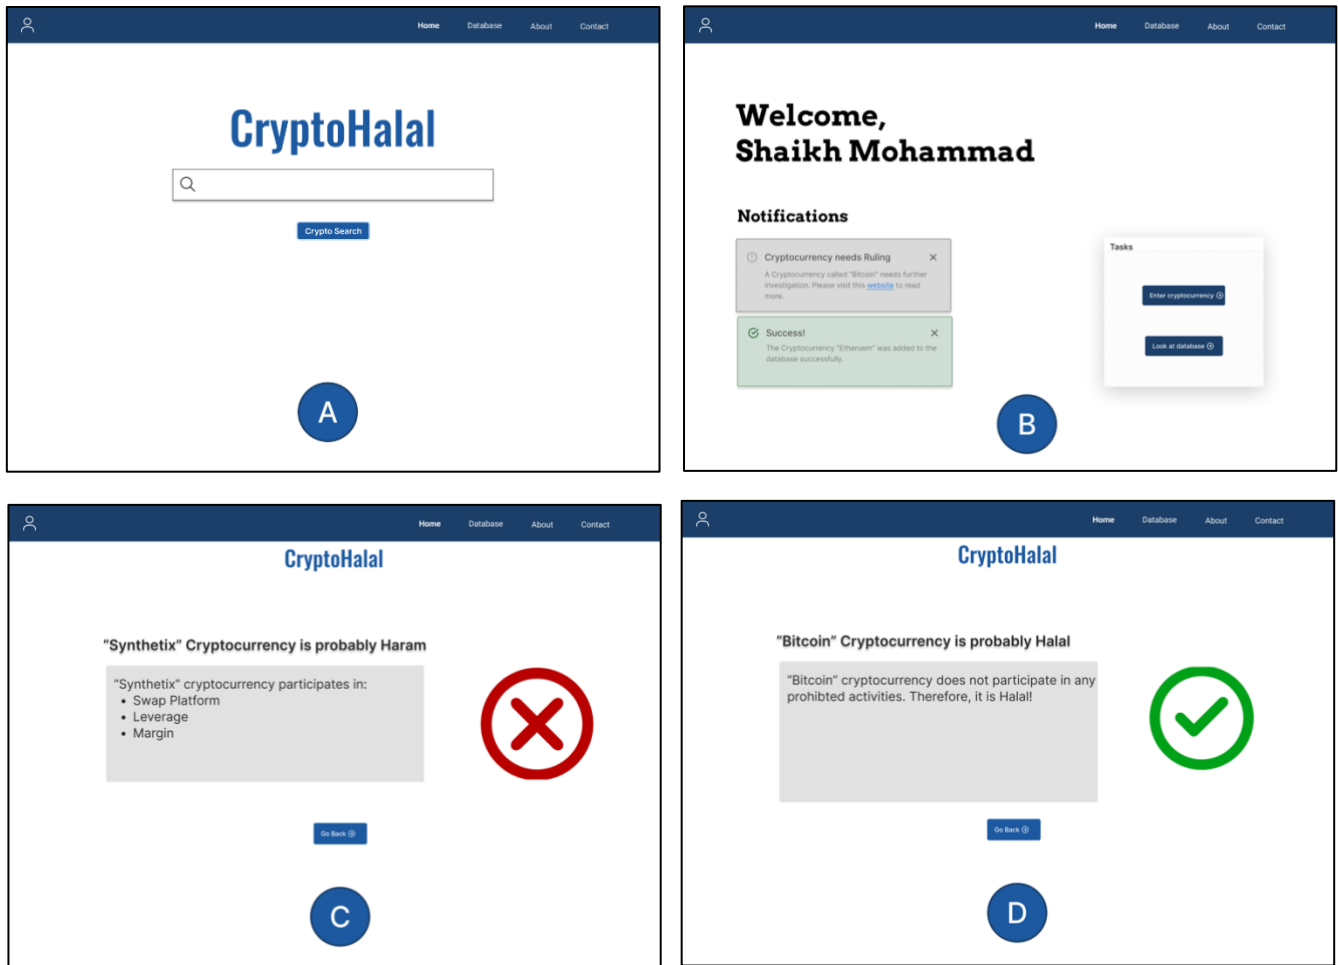 Home Database About Contact
CryptoHalal
Crypto Search
A
Home Database About Contact
Welcome,
Shaikh Mohammad
Notifications
Cryptocurrency needs Ruling
A Cryptocurrency called "Bitcoin" needs further
investigation. Please visit this website to read
more.
Success!
The Cryptocurrency "Etheruem" was added to the
database successfully.
Tasks
Enter cryptocurrency
Look at database
B
Home Database About Contact
CryptoHalal
“Synthetix” Cryptocurrency is probably Haram
“Synthetix” cryptocurrency participates in:
• Swap Platform
• Leverage
• Margin
Go Back
C
Home Database About Contact
CryptoHalal
“Bitcoin” Cryptocurrency is probably Halal
“Bitcoin” cryptocurrency does not participate in any
prohibted activities. Therefore, it is Halal!
Go Back
D